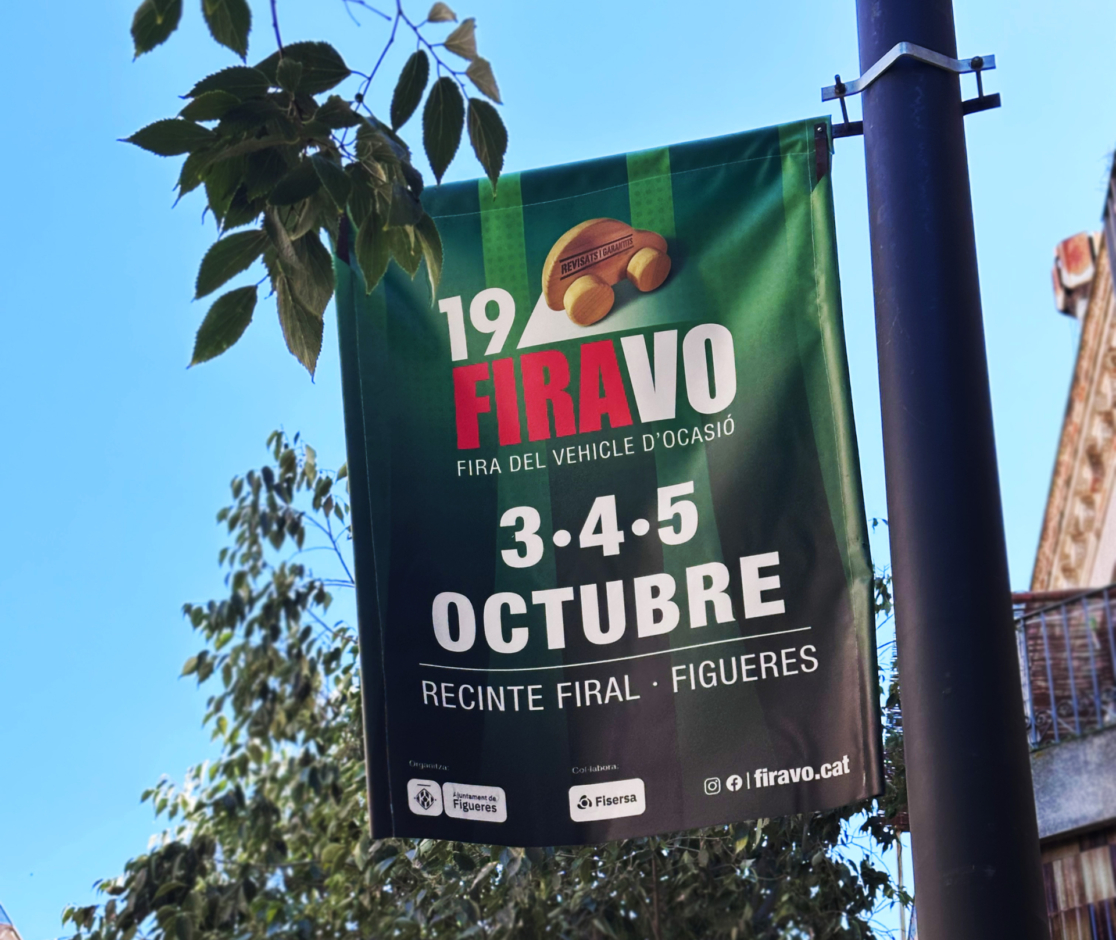 REVISATS I GARANTITS
19
FIRAVO
FIRA DEL VEHICLE D'OCASIÓ
3·4·5
OCTUBRE
RECINTE FIRAL · FIGUERES
Organitza:
Col·labora:
Ajuntament de
Figueres
Fisersa
firavo.cat